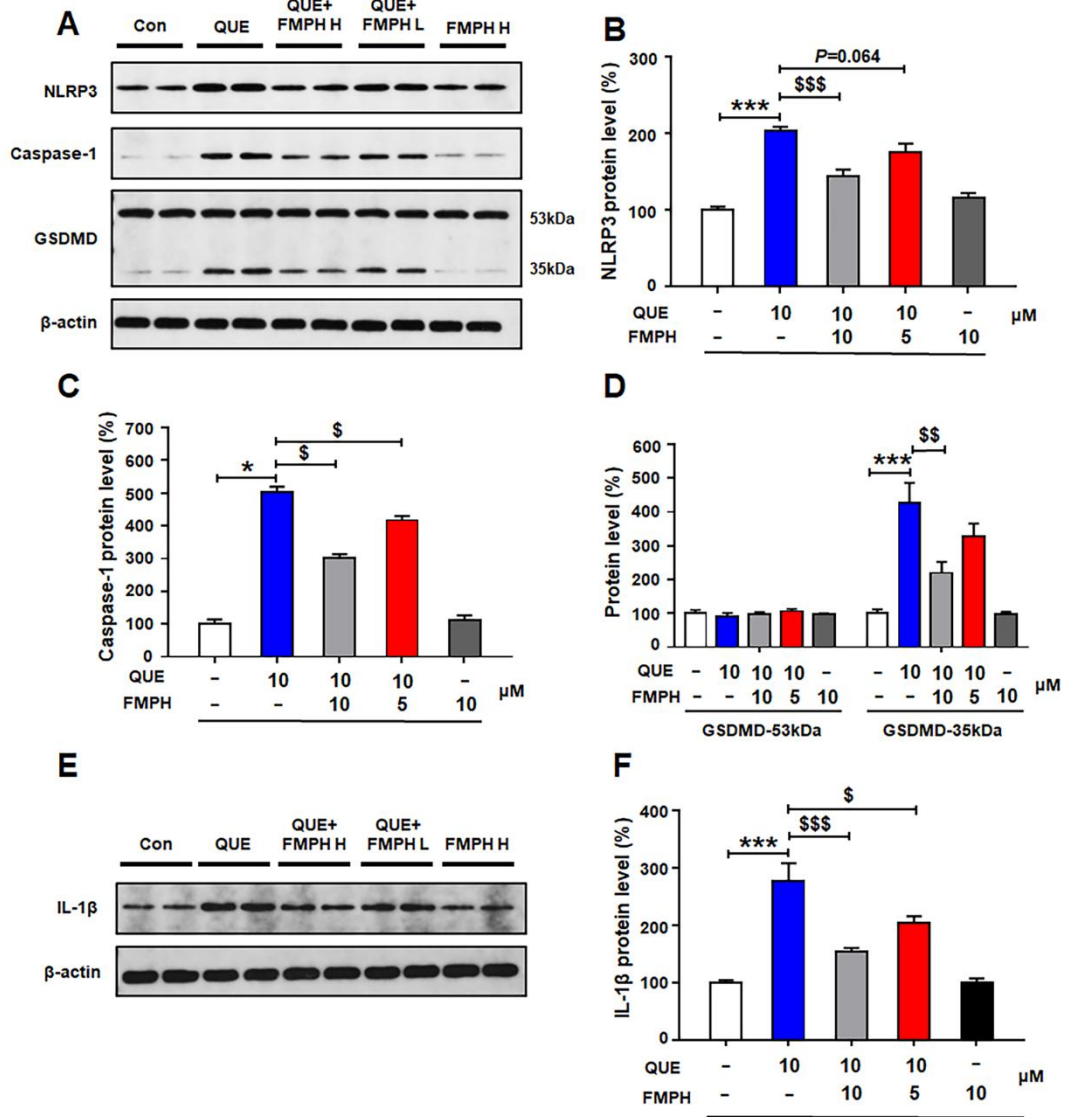 A
Con QUE QUE+ FMPH H QUE+ FMPH L FMPH H
NLRP3
Caspase-1
GSDMD
53kDa
35kDa
β-actin
B
NLRP3 protein level (%)
300
200
100
0
***
$$$
P=0.064
QUE – 10 10 10 –
FMPH – – 10 5 10
µM
C
Caspase-1 protein level (%)
700
600
500
400
300
200
100
0
*
$
$
QUE – 10 10 10 –
FMPH – – 10 5 10
µM
D
Protein level (%)
600
500
400
300
200
100
0
***
$$
QUE – 10 10 10 – – 10 10 10 –
FMPH – – 10 5 10 – – 10 5 10
µM
GSDMD-53kDa GSDMD-35kDa
E
Con QUE QUE+ FMPH H QUE+ FMPH L FMPH H
IL-1β
β-actin
F
IL-1β protein level (%)
400
300
200
100
0
***
$$$
$
QUE – 10 10 10 –
FMPH – – 10 5 10
µM